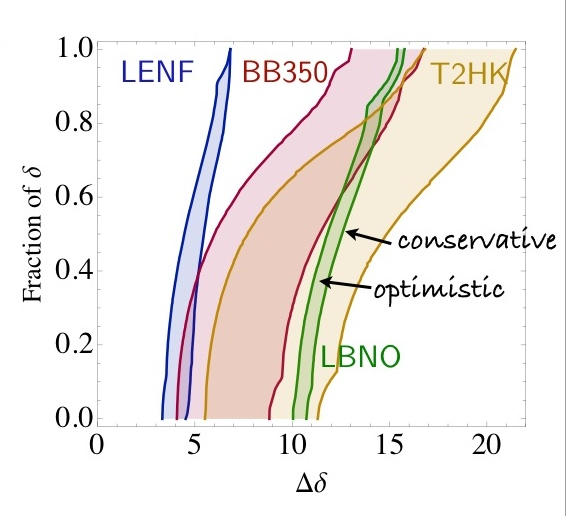 1.0
LENF BB350 T2HK
0.8
Fraction of δ
0.6
conservative
0.4
optimistic
0.2
LBNO
0.0
0 5 10 15 20
Δδ